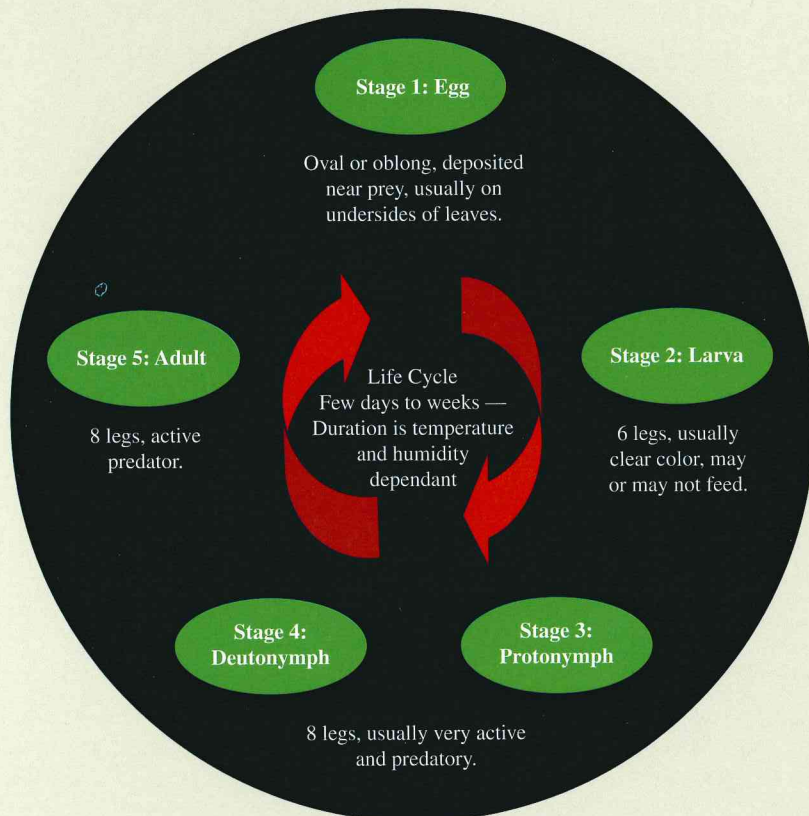 Stage 1: Egg
Oval or oblong, deposited
near prey, usually on
undersides of leaves.
Stage 5: Adult
8 legs, active
predator.
Life Cycle
Few days to weeks —
Duration is temperature
and humidity
dependant
Stage 2: Larva
6 legs, usually
clear color, may
or may not feed.
Stage 4:
Deutonymph
Stage 3:
Protonymph
8 legs, usually very active
and predatory.